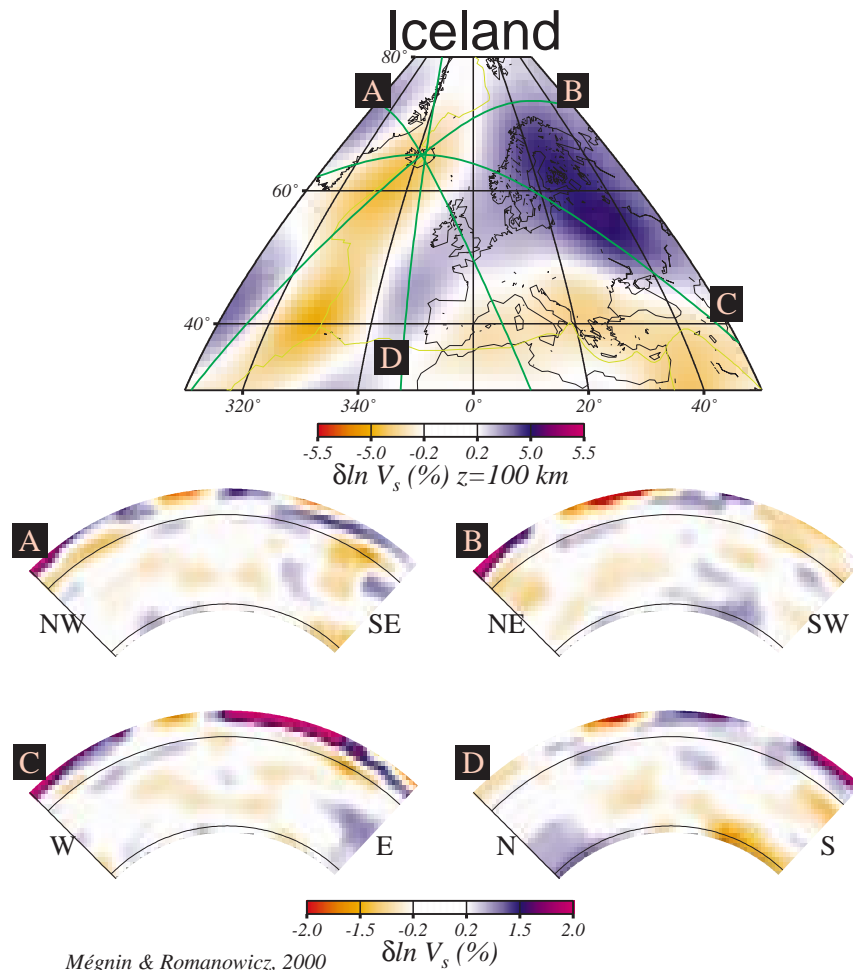 Iceland
80°
A
B
60°
C
40°
D
320°
340°
0°
20°
40°
-5.5 -5.0 -0.2 0.2 5.0 5.5
δln Vs (%) z=100 km
A
NW
SE
B
NE
SW
C
W
E
D
N
S
-2.0 -1.5 -0.2 0.2 1.5 2.0
δln Vs (%)
Mégnin & Romanowicz, 2000